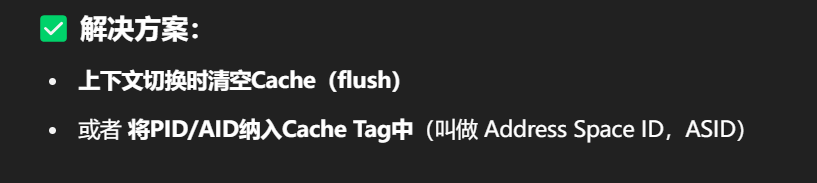 ✅ 解决方案：
• 上下文切换时清空Cache（flush）
• 或者 将PID/AID纳入Cache Tag中（叫做 Address Space ID，ASID）